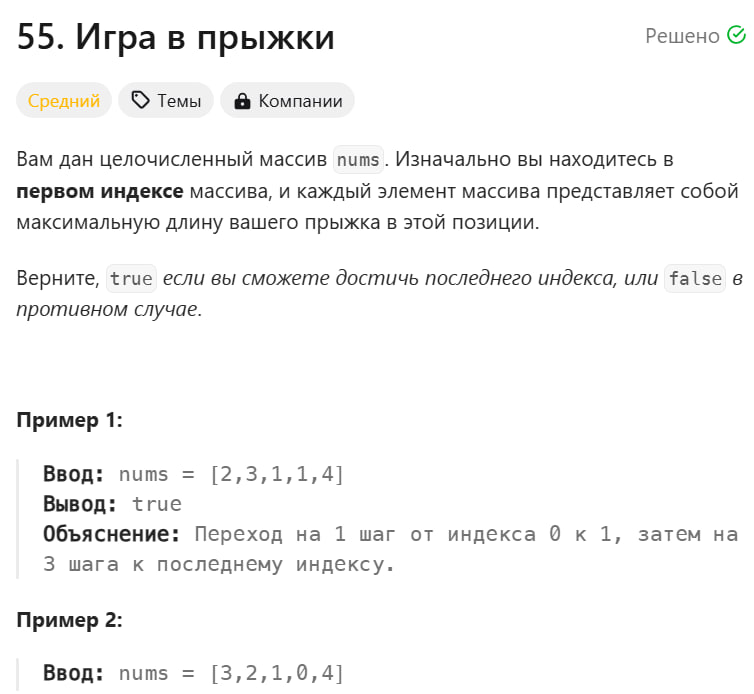 55. Игра в прыжки
Решено
Средний
Темы
Компании
Вам дан целочисленный массив nums. Изначально вы находитесь в
первом индексе массива, и каждый элемент массива представляет собой
максимальную длину вашего прыжка в этой позиции.
Верните, true если вы сможете достичь последнего индекса, или false в
противном случае.
Пример 1:
Ввод: nums = [2,3,1,1,4]
Вывод: true
Объяснение: Переход на 1 шаг от индекса 0 к 1, затем на
3 шага к последнему индексу.
Пример 2:
Ввод: nums = [3,2,1,0,4]